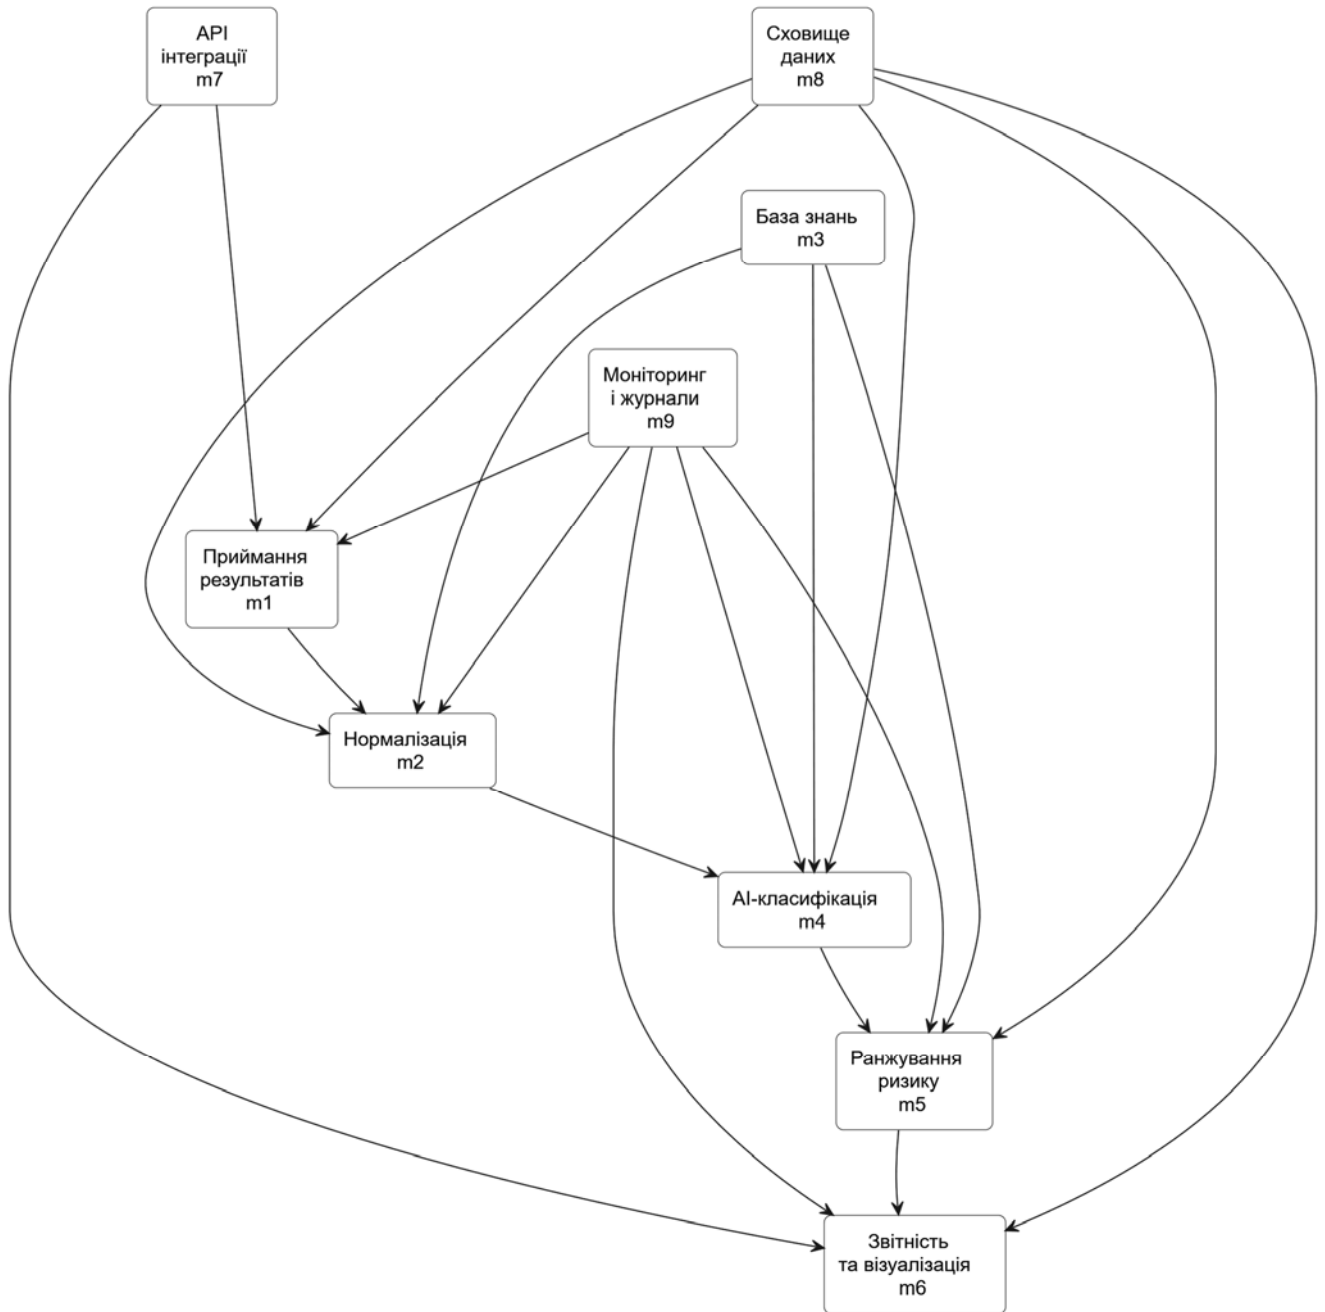 API
інтеграції
m7
Сховище
даних
m8
База знань
m3
Моніторинг
і журнали
m9
Приймання
результатів
m1
Нормалізація
m2
AI-класифікація
m4
Ранжування
ризику
m5
Звітність
та візуалізація
m6